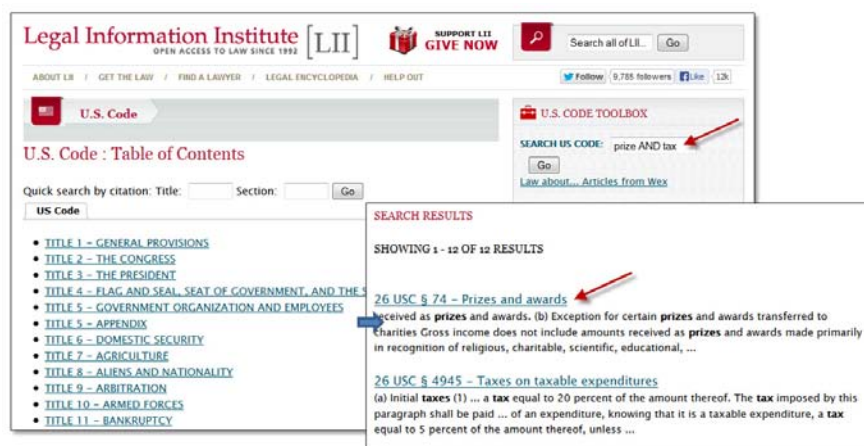 Legal Information Institute [LII]
OPEN ACCESS TO LAW SINCE 1992
SUPPORT LII
GIVE NOW
Search all of LII...
Go
ABOUT LII / GET THE LAW / FIND A LAWYER / LEGAL ENCYCLOPEDIA / HELP OUT
Follow 9,785 followers Like 12k
U.S. Code
U.S. Code : Table of Contents
Quick search by citation: Title: Section: Go
US Code
• TITLE 1 - GENERAL PROVISIONS
• TITLE 2 - THE CONGRESS
• TITLE 3 - THE PRESIDENT
• TITLE 4 - FLAG AND SEAL, SEAT OF GOVERNMENT, AND THE S
• TITLE 5 - GOVERNMENT ORGANIZATION AND EMPLOYEES
• TITLE 5 - APPENDIX
• TITLE 6 - DOMESTIC SECURITY
• TITLE 7 - AGRICULTURE
• TITLE 8 - ALIENS AND NATIONALITY
• TITLE 9 - ARBITRATION
• TITLE 10 - ARMED FORCES
• TITLE 11 - BANKRUPTCY
U.S. CODE TOOLBOX
SEARCH US CODE: prize AND tax
Go
Law about... Articles from Wex
SEARCH RESULTS
SHOWING 1 - 12 OF 12 RESULTS
26 USC § 74 - Prizes and awards
received as prizes and awards. (b) Exception for certain prizes and awards transferred to
charities Gross income does not include amounts received as prizes and awards made primarily
in recognition of religious, charitable, scientific, educational, ...
26 USC § 4945 - Taxes on taxable expenditures
(a) Initial taxes (1) ... a tax equal to 20 percent of the amount thereof. The tax imposed by this
paragraph shall be paid ... of an expenditure, knowing that it is a taxable expenditure, a tax
equal to 5 percent of the amount thereof, unless ...